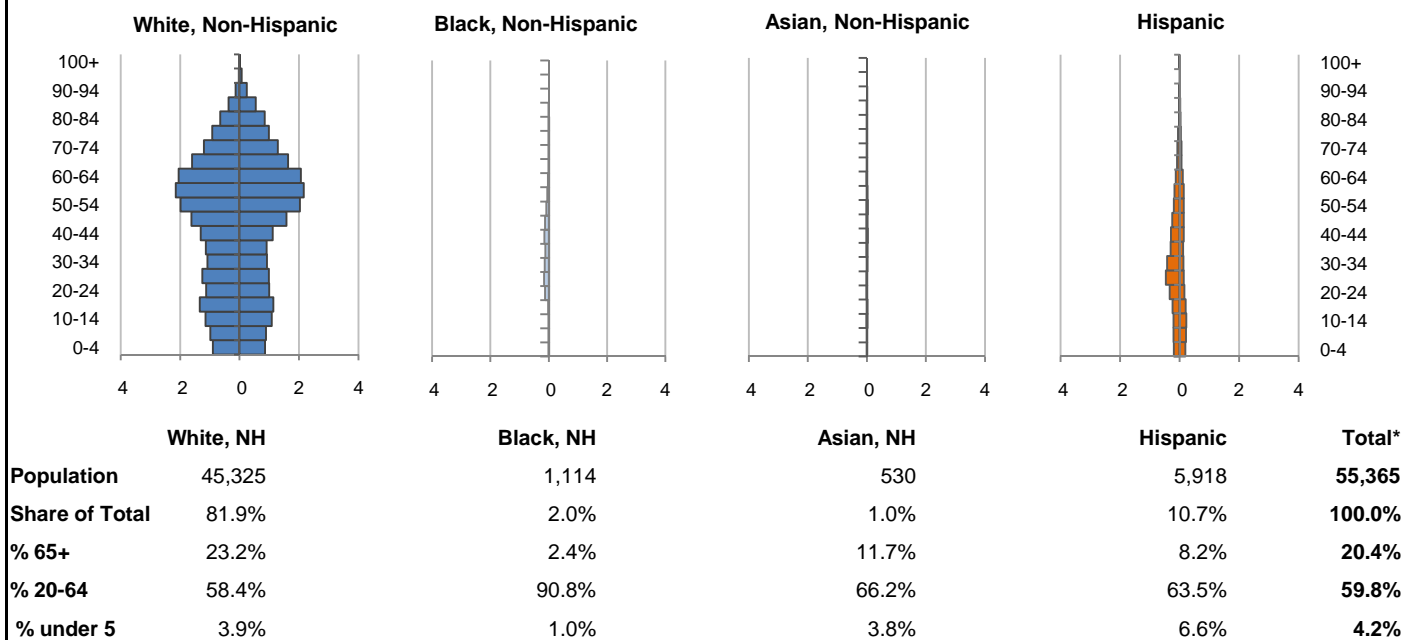 White, Non-Hispanic Black, Non-Hispanic Asian, Non-Hispanic Hispanic
100+ 100+
90-94 90-94
80-84 80-84
70-74 70-74
60-64 60-64
50-54 50-54
40-44 40-44
30-34 30-34
20-24 20-24
10-14 10-14
0-4 0-4
4 2 0 2 4 4 2 0 2 4 4 2 0 2 4 4 2 0 2 4
White, NH Black, NH Asian, NH Hispanic Total*
Population 45,325 1,114 530 5,918 55,365
Share of Total 81.9% 2.0% 1.0% 10.7% 100.0%
% 65+ 23.2% 2.4% 11.7% 8.2% 20.4%
% 20-64 58.4% 90.8% 66.2% 63.5% 59.8%
% under 5 3.9% 1.0% 3.8% 6.6% 4.2%